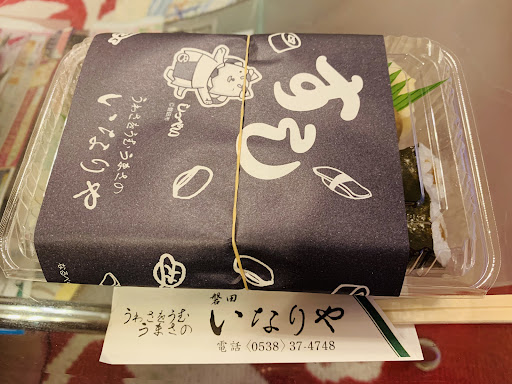 すし
うわさをうむうまさの
いなりや
磐田
うわさをうむ
うまさの
いなりや
電話〈0538〉37-4748